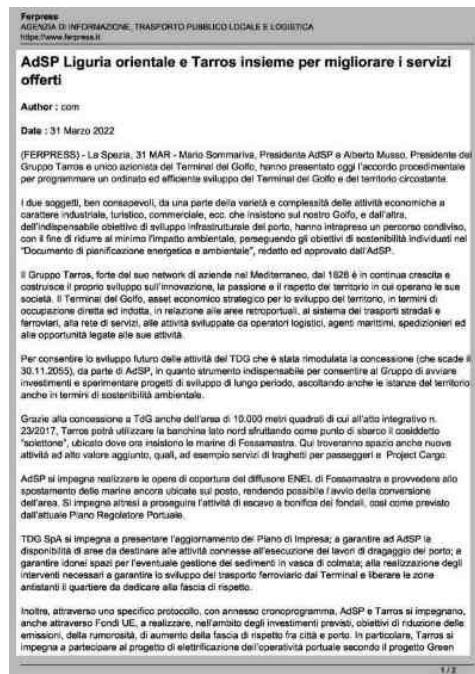 Ferpress
AGENZIA DI INFORMAZIONE, TRASPORTO PUBBLICO LOCALE E LOGISTICA
https://www.ferpress.it
AdSP Liguria orientale e Tarros insieme per migliorare i servizi
offerti
Author : com
Date : 31 Marzo 2022
(FERPRESS) - La Spezia, 31 MAR - Mario Sommariva, Presidente AdSP e Alberto Musso, Presidente del
Gruppo Tarros e unico azionista del Terminal del Golfo, hanno presentato oggi l'accordo procedimentale
per programmare un ordinato ed efficiente sviluppo del Terminal del Golfo e del territorio circostante.
I due soggetti, ben consapevoli, da una parte della varietà e complessità delle attività economiche a
carattere industriale, turistico, commerciale, ecc. che insistono sul nostro Golfo, e dall'altra,
dell'indispensabile obiettivo di sviluppo infrastrutturale del porto, hanno intrapreso un percorso condiviso,
con il fine di ridurre al minimo l'impatto ambientale, perseguendo gli obiettivi di sostenibilità individuati nel
"Documento di pianificazione energetica e ambientale", redatto ed approvato dall'AdSP.
Il Gruppo Tarros, forte del suo network di aziende nel Mediterraneo, dal 1828 è in continua crescita e
costruisce il proprio sviluppo sull'innovazione, la passione e il rispetto del territorio in cui operano le sue
società. Il Terminal del Golfo, asset economico strategico per lo sviluppo del territorio, in termini di
occupazione diretta ed indotta, in relazione alle aree retroportuali, al sistema dei trasporti stradali e
ferroviari, alla rete di servizi, alle attività sviluppate da operatori logistici, agenti marittimi, spedizionieri ed
alle opportunità legate alle sue attività.
Per consentire lo sviluppo futuro delle attività del TDG che è stata rimodulata la concessione (che scade il
30.11.2055), da parte di AdSP, in quanto strumento indispensabile per consentire al Gruppo di avviare
investimenti e sperimentare progetti di sviluppo di lungo periodo, ascoltando anche le istanze del territorio
anche in termini di sostenibilità ambientale.
Grazie alla concessione a TdG anche dell'area di 10.000 metri quadrati di cui all'atto integrativo n.
23/2017, Tarros potrà utilizzare la banchina lato nord sfruttando come punto di sbarco il cosiddetto
"solettone", ubicato dove ora insistono le marine di Fossamastra. Qui troveranno spazio anche nuove
attività ad alto valore aggiunto, quali, ad esempio servizi di traghetti per passeggeri e Project Cargo.
AdSP si impegna realizzare le opere di copertura del diffusore ENEL di Fossamastra e provvedere allo
spostamento delle marine ancora ubicate sul posto, rendendo possibile l'avvio della conversione
dell'area. Si impegna altresì a proseguire l'attività di escavo a bonifica dei fondali, così come previsto
dall'attuale Piano Regolatore Portuale.
TDG SpA si impegna a presentare l'aggiornamento del Piano di Impresa; a garantire ad AdSP la
disponibilità di aree da destinare alle attività connesse all'esecuzione dei lavori di dragaggio del porto; a
garantire idonei spazi per l'eventuale gestione dei sedimenti in vasca di colmata; alla realizzazione degli
interventi necessari a garantire lo sviluppo del trasporto ferroviario dal Terminal e liberare le zone
antistanti il quartiere da dedicare alla fascia di rispetto.
Inoltre, attraverso uno specifico protocollo, con annesso cronoprogramma, AdSP e Tarros si impegnano,
anche attraverso Fondi UE, a realizzare, nell'ambito degli investimenti previsti, obiettivi di riduzione delle
emissioni, della rumorosità, di aumento della fascia di rispetto fra città e porto. In particolare, Tarros si
impegna a partecipare al progetto di elettrificazione dell'operatività portuale secondo il progetto Green
1 / 2